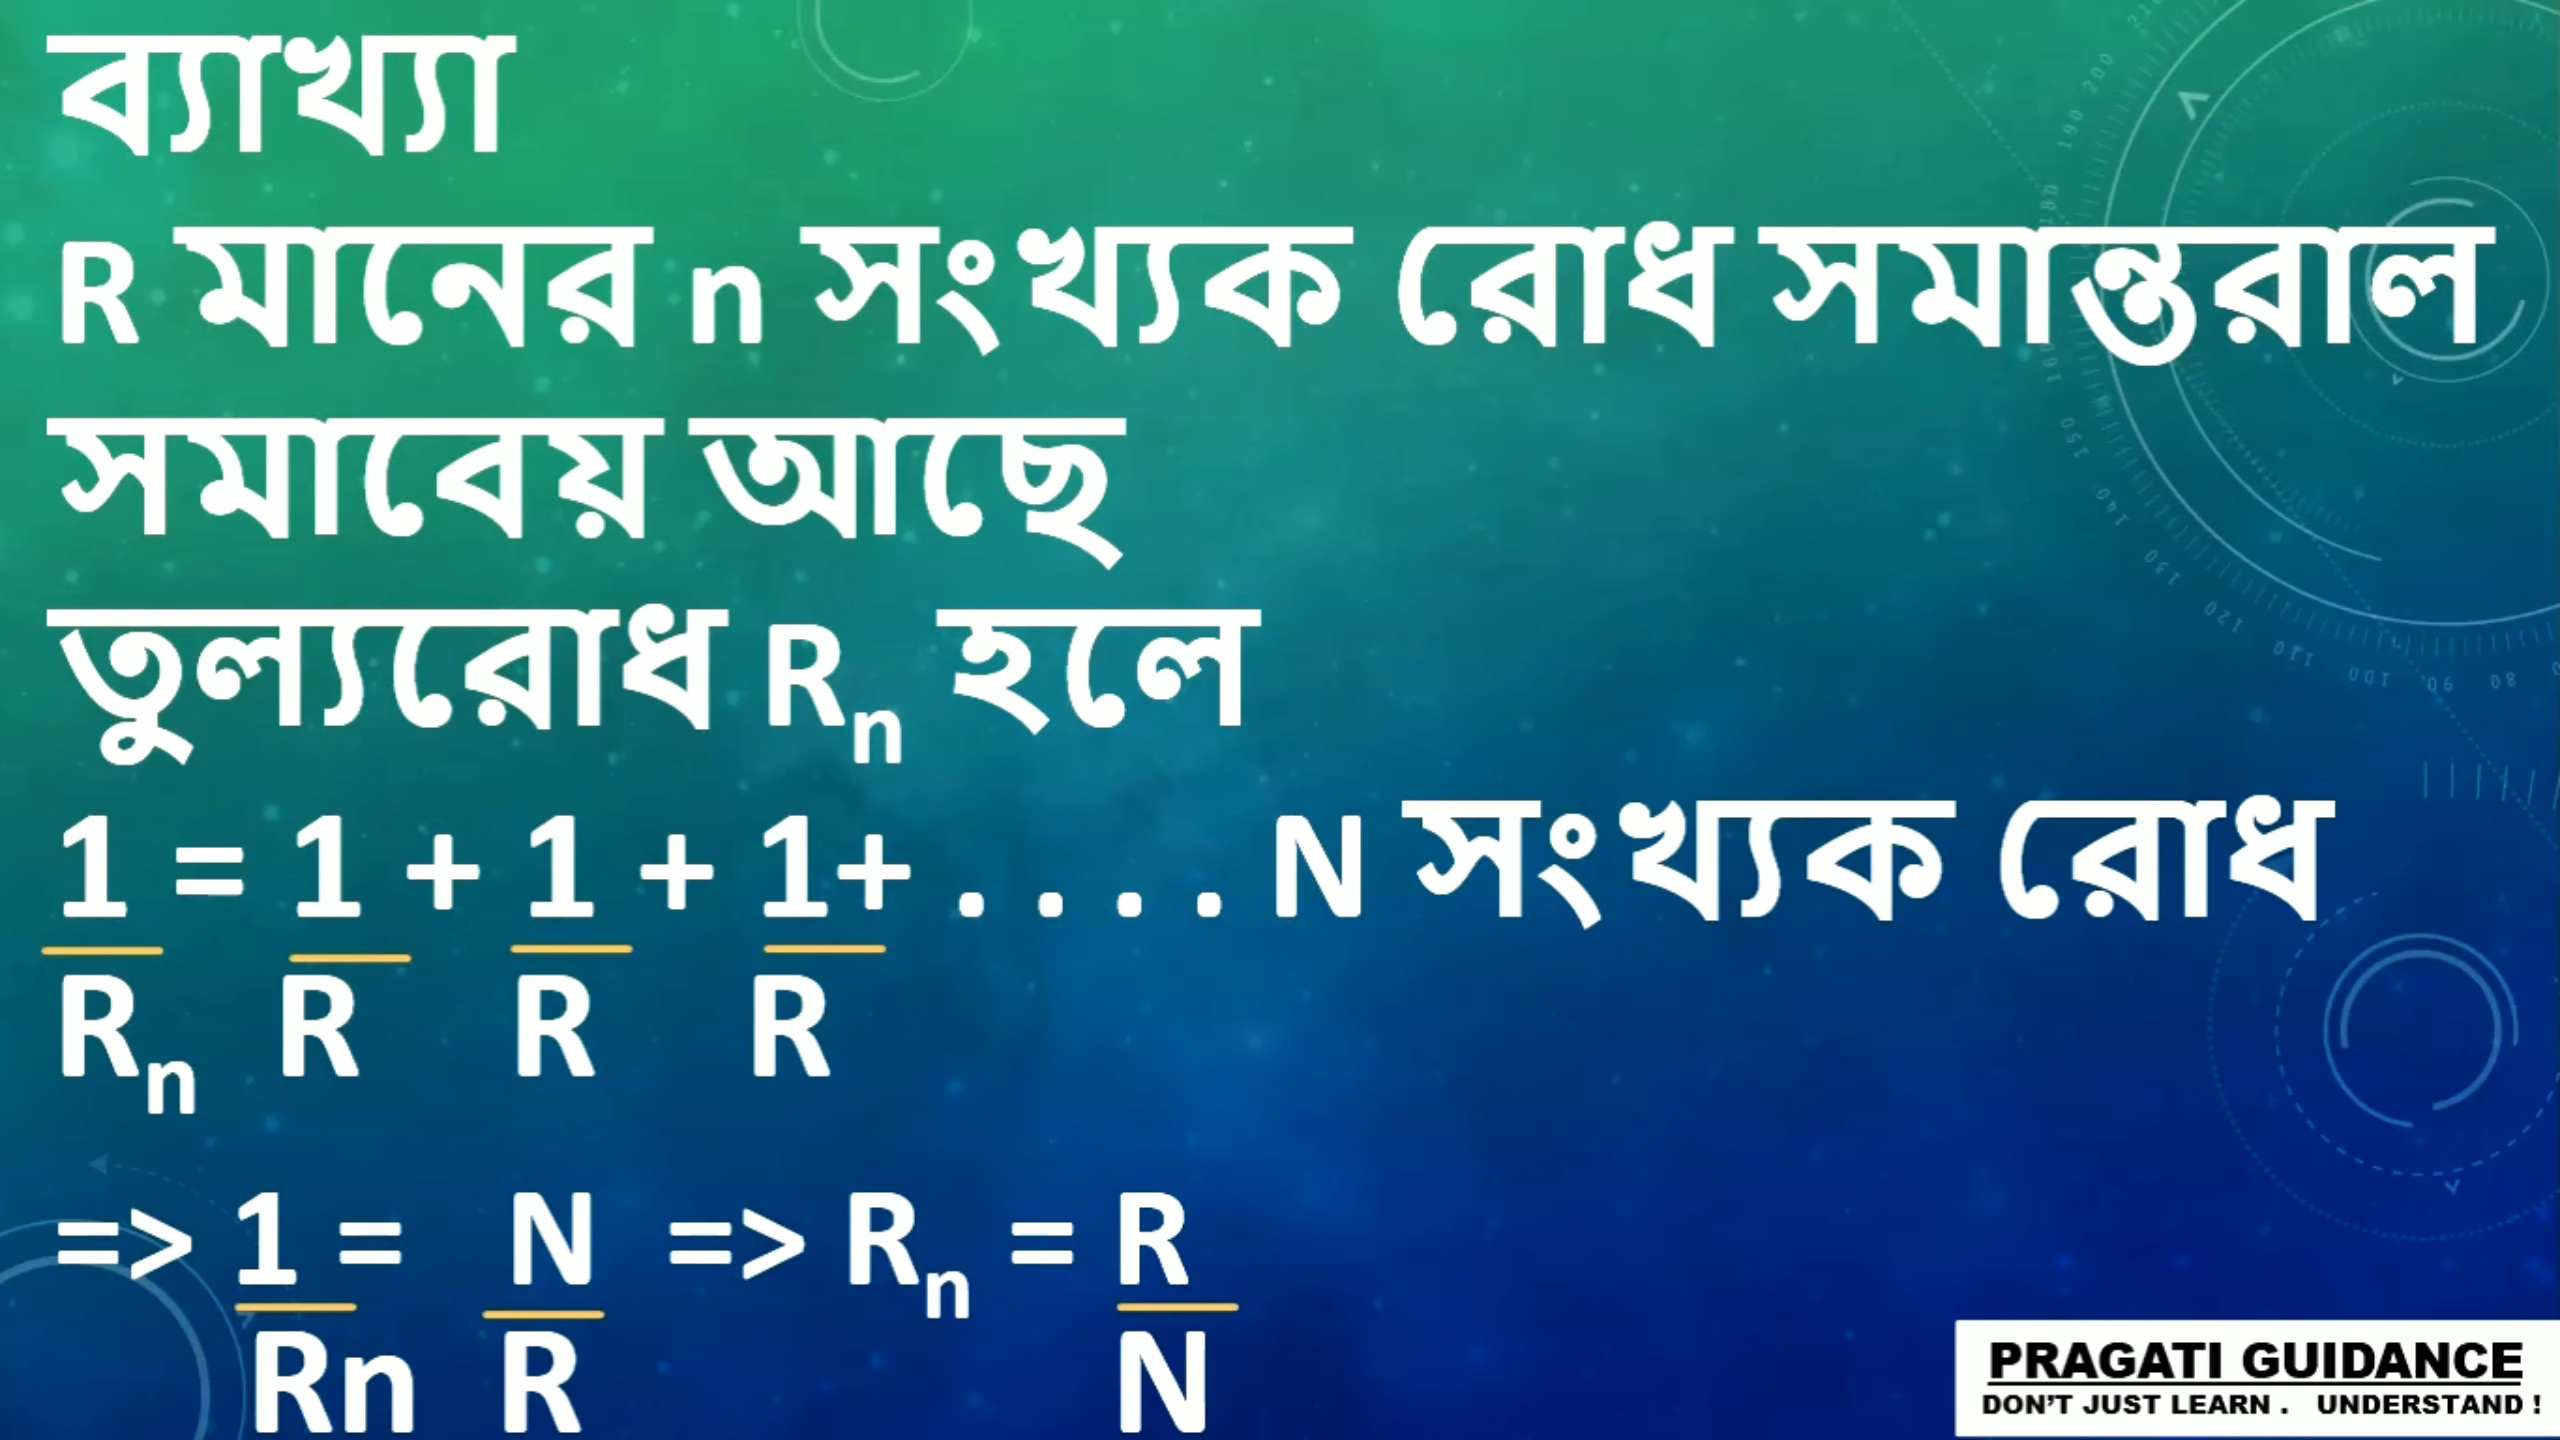 ব্যাখ্যা
R মানের n সংখ্যক রোধ সমান্তরাল
সমাবেয় আছে
তুল্যরোধ Rn হলে
1 = 1 + 1 + 1+ . . . . N সংখ্যক রোধ
Rn R R R
=> 1 = N => Rn = R
Rn R N
PRAGATI GUIDANCE
DON'T JUST LEARN . UNDERSTAND !